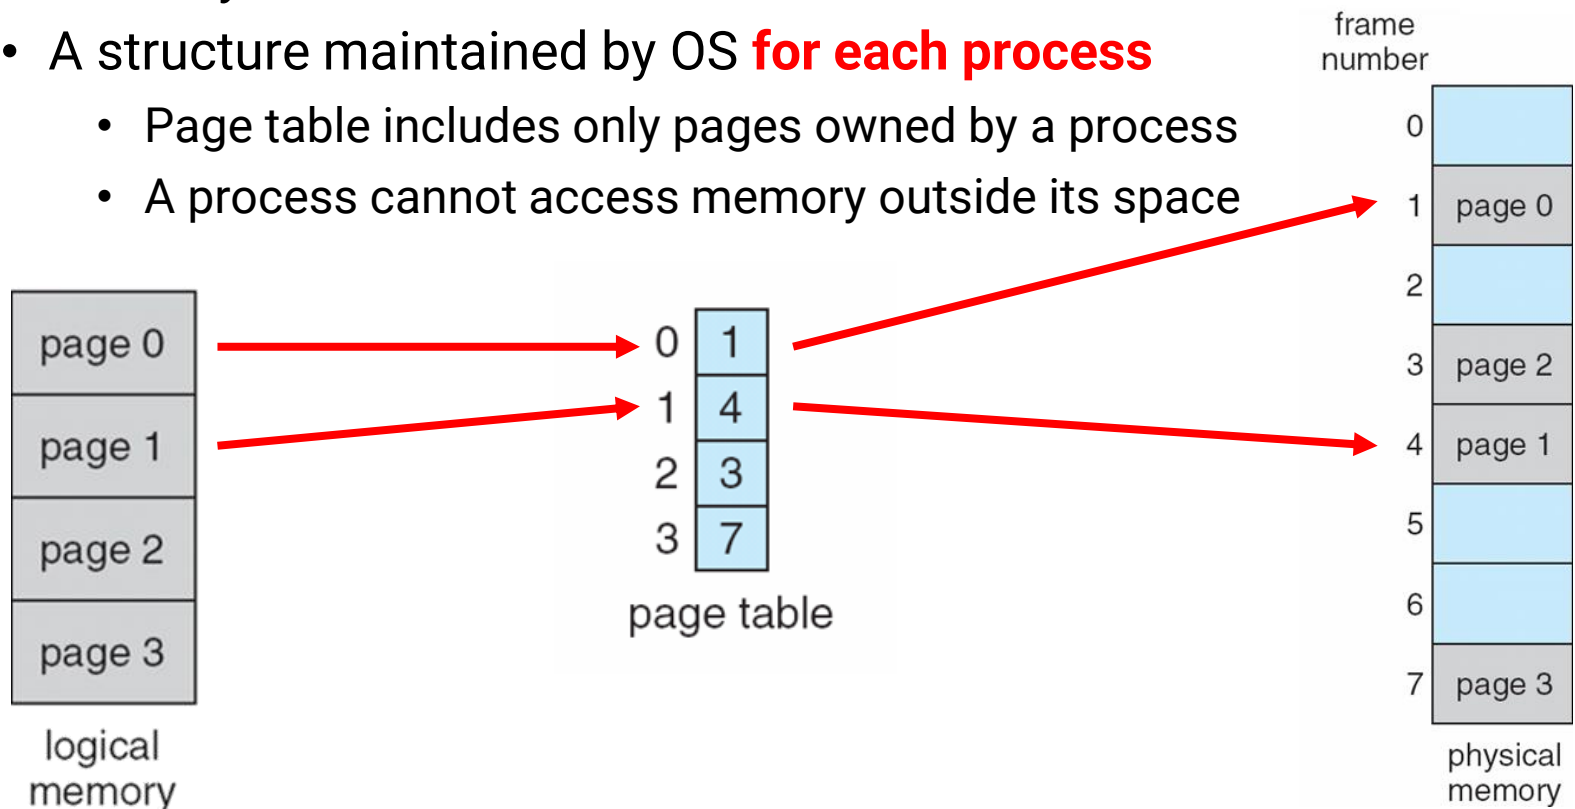 • A structure maintained by OS for each process
• Page table includes only pages owned by a process
• A process cannot access memory outside its space
page 0
page 1
page 2
page 3
logical
memory
0 1
1 4
2 3
3 7
page table
frame
number
0
1 page 0
2
3 page 2
4 page 1
5
6
7 page 3
physical
memory